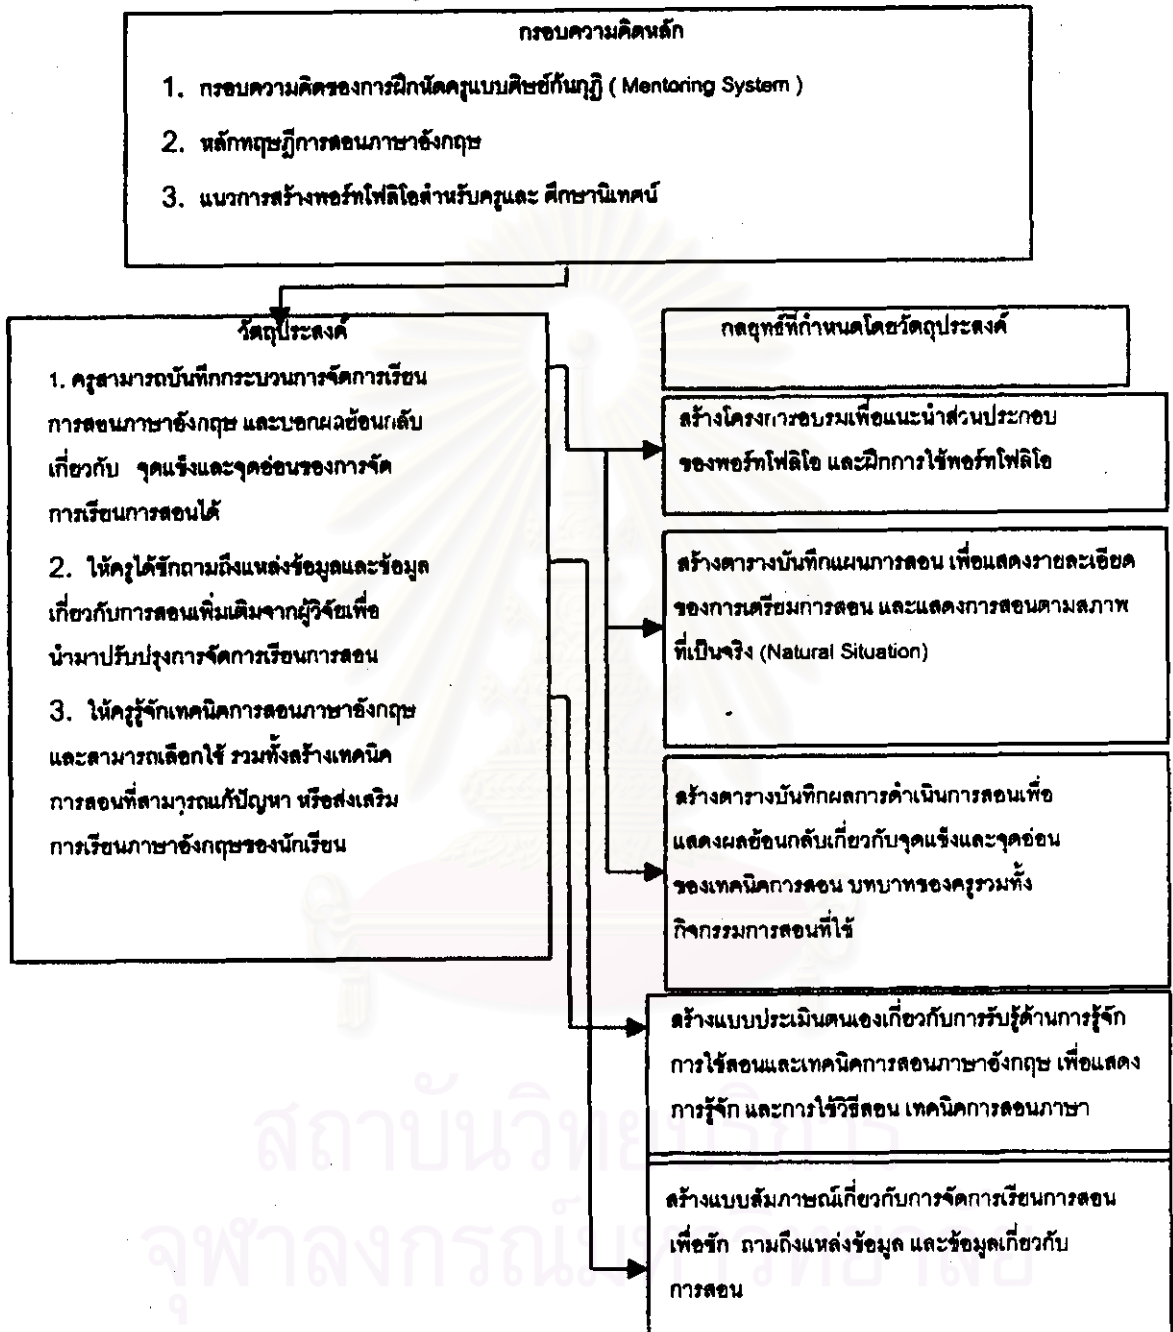 กรอบความคิดหลัก
1. กรอบความคิดของการฝึกหัดครูแบบศิษย์ก้นกุฏิ ( Mentoring System )
2. หลักทฤษฎีการสอนภาษาอังกฤษ
3. แนวการสร้างพอร์ทโฟลิโอสำหรับครูและ ศึกษานิเทศน์
วัตถุประสงค์
1. ครูสามารถบันทึกกระบวนการจัดการเรียน
การสอนภาษาอังกฤษ และบอกผลย้อนกลับ
เกี่ยวกับ จุดแข็งและจุดอ่อนของการจัด
การเรียนการสอนได้
2. ให้ครูได้ซักถามถึงแหล่งข้อมูลและข้อมูล
เกี่ยวกับการสอนเพิ่มเติมจากผู้วิจัยเพื่อ
นำมาปรับปรุงการจัดการเรียนการสอน
3. ให้ครูรู้จักเทคนิคการสอนภาษาอังกฤษ
และสามารถเลือกใช้ รวมทั้งสร้างเทคนิค
การสอนที่สามารถแก้ปัญหา หรือส่งเสริม
การเรียนภาษาอังกฤษของนักเรียน
กลยุทธ์ที่กำหนดโดยวัตถุประสงค์
สร้างโครงการอบรมเพื่อแนะนำส่วนประกอบ
ของพอร์ทโฟลิโอ และฝึกการใช้พอร์ทโฟลิโอ
สร้างตารางบันทึกแผนการสอน เพื่อแสดงรายละเอียด
ของการเตรียมการสอน และแสดงการสอนตามสภาพ
ที่เป็นจริง (Natural Situation)
สร้างตารางบันทึกผลการดำเนินการสอนเพื่อ
แสดงผลย้อนกลับเกี่ยวกับจุดแข็งและจุดอ่อน
ของเทคนิคการสอน บทบาทของครูรวมทั้ง
กิจกรรมการสอนที่ใช้
สร้างแบบประเมินตนเองเกี่ยวกับการรับรู้ด้านการรู้จัก
การใช้สอนและเทคนิคการสอนภาษาอังกฤษ เพื่อแสดง
การรู้จัก และการใช้วิธีสอน เทคนิคการสอนภาษา
สร้างแบบสัมภาษณ์เกี่ยวกับการจัดการเรียนการสอน
เพื่อซัก ถามถึงแหล่งข้อมูล และข้อมูลเกี่ยวกับ
การสอน
สถาบันวิทยบริการ
จุฬาลงกรณ์มหาวิทยาลัย